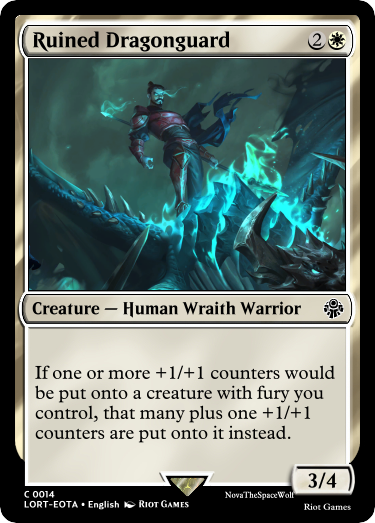 Ruined Dragonguard 2
Creature — Human Wraith Warrior
If one or more +1/+1 counters would
be put onto a creature with fury you
control, that many plus one +1/+1
counters are put onto it instead.
3/4
C 0014
LORT-EOTA • English Riot Games
NovaTheSpaceWolf
Riot Games